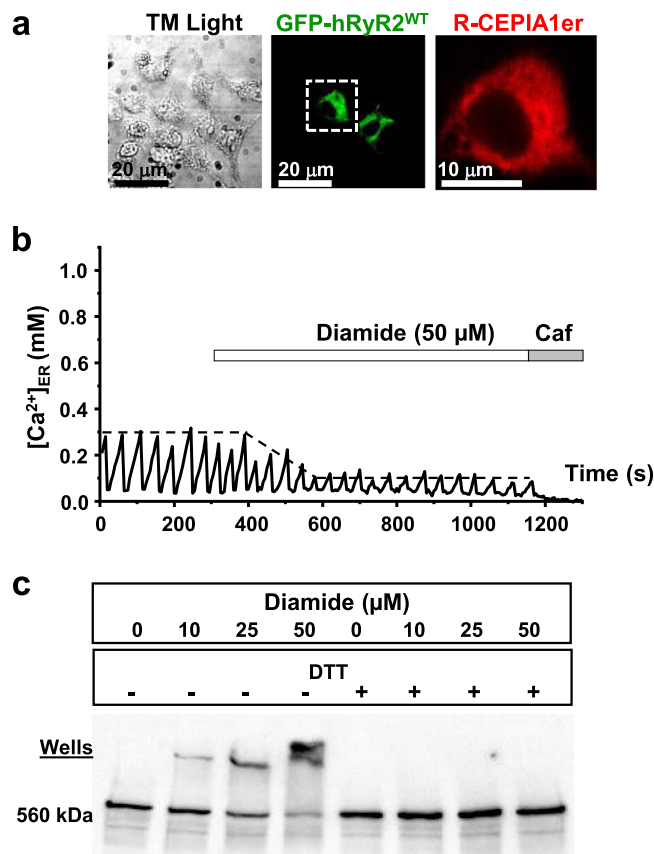 a
TM Light GFP-hRyR2ᵂᵀ R-CEPIA1er
20 μm 20 μm 10 μm
b
[Ca²⁺]ER (mM)
1.0
0.8
0.6
0.4
0.2
0.0
Diamide (50 μM) Caf
Time (s)
0 200 400 600 800 1000 1200
c
Diamide (μM)
0 10 25 50 0 10 25 50
DTT
- - - - + + + +
Wells
560 kDa